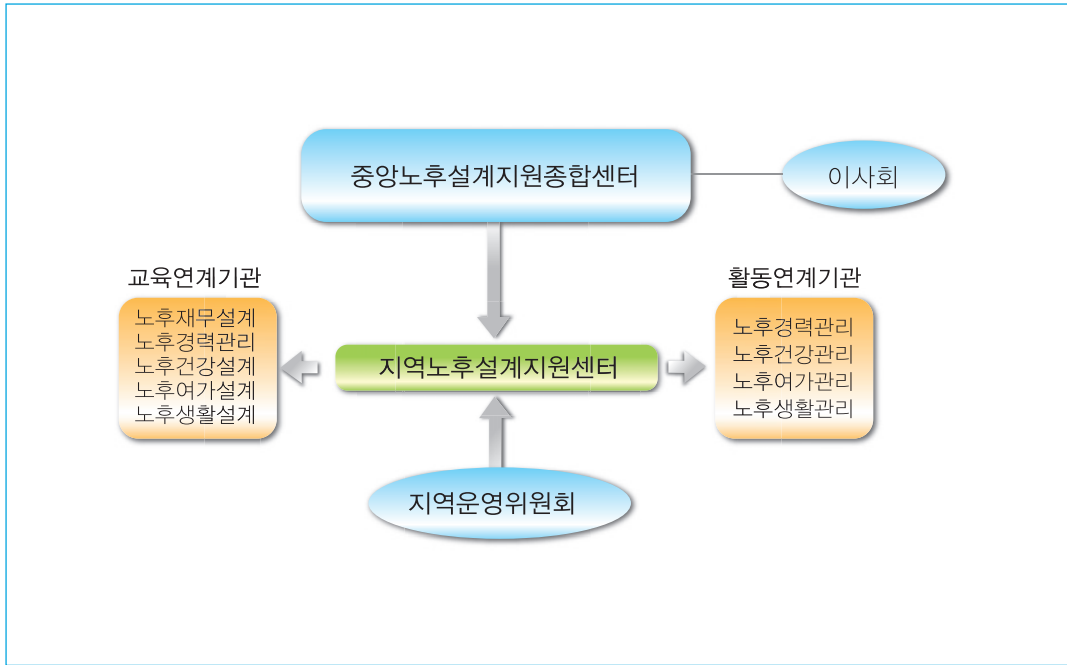 중앙노후설계지원종합센터
이사회
교육연계기관
노후재무설계
노후경력관리
노후건강설계
노후여가설계
노후생활설계
지역노후설계지원센터
활동연계기관
노후경력관리
노후건강관리
노후여가관리
노후생활관리
지역운영위원회